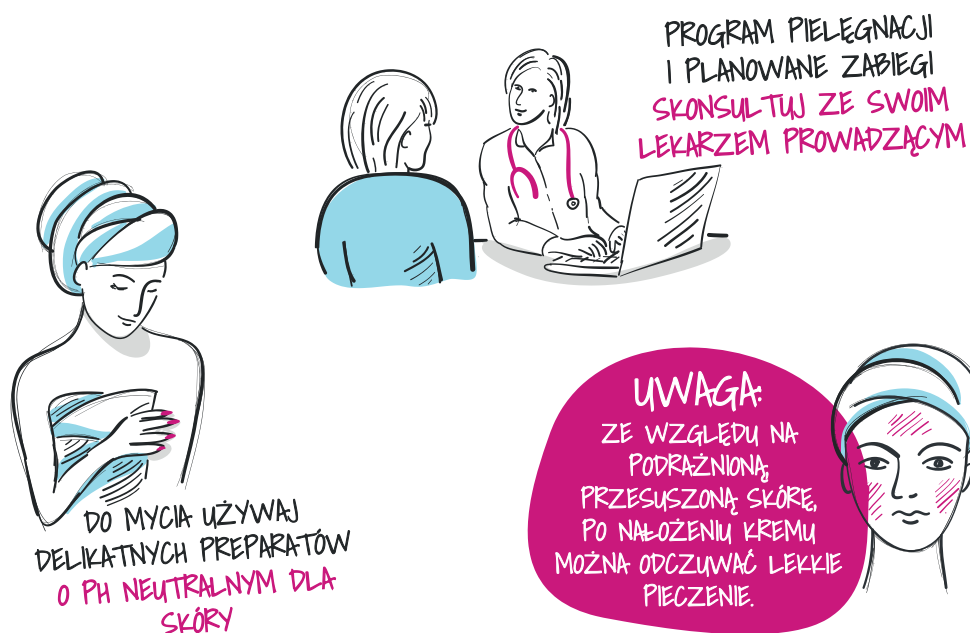 PROGRAM PIELĘGNACJI
I PLANOWANE ZABIEGI
SKONSULTUJ ZE SWOIM
LEKARZEM PROWADZĄCYM
DO MYCIA UŻYWAJ
DELIKATNYCH PREPARATÓW
O PH NEUTRALNYM DLA
SKÓRY
UWAGA:
ZE WZGLĘDU NA
PODRAŻNIONĄ,
PRZESUSZONĄ SKÓRĘ,
PO NAŁOŻENIU KREMU
MOŻNA ODCZUWAĆ LEKKIE
PIECZENIE.